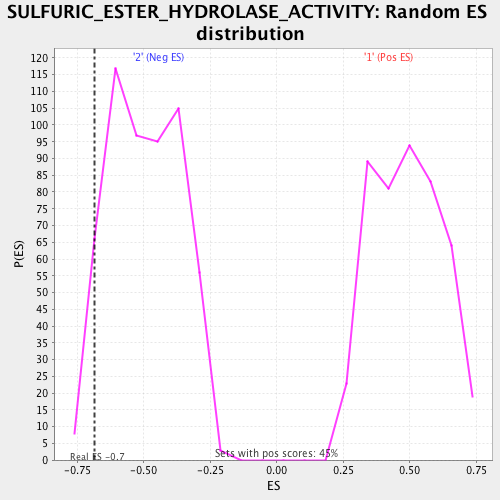 SULFURIC_ESTER_HYDROLASE_ACTIVITY: Random ES
distribution
'2' (Neg ES)
'1' (Pos ES)
120
115
110
105
100
95
90
85
80
75
70
65
60
55
50
45
40
35
30
25
20
15
10
5
0
P(ES)
Real ES -0.7
Sets with pos scores: 45%
-0.75 -0.50 -0.25 0.00 0.25 0.50 0.75
ES